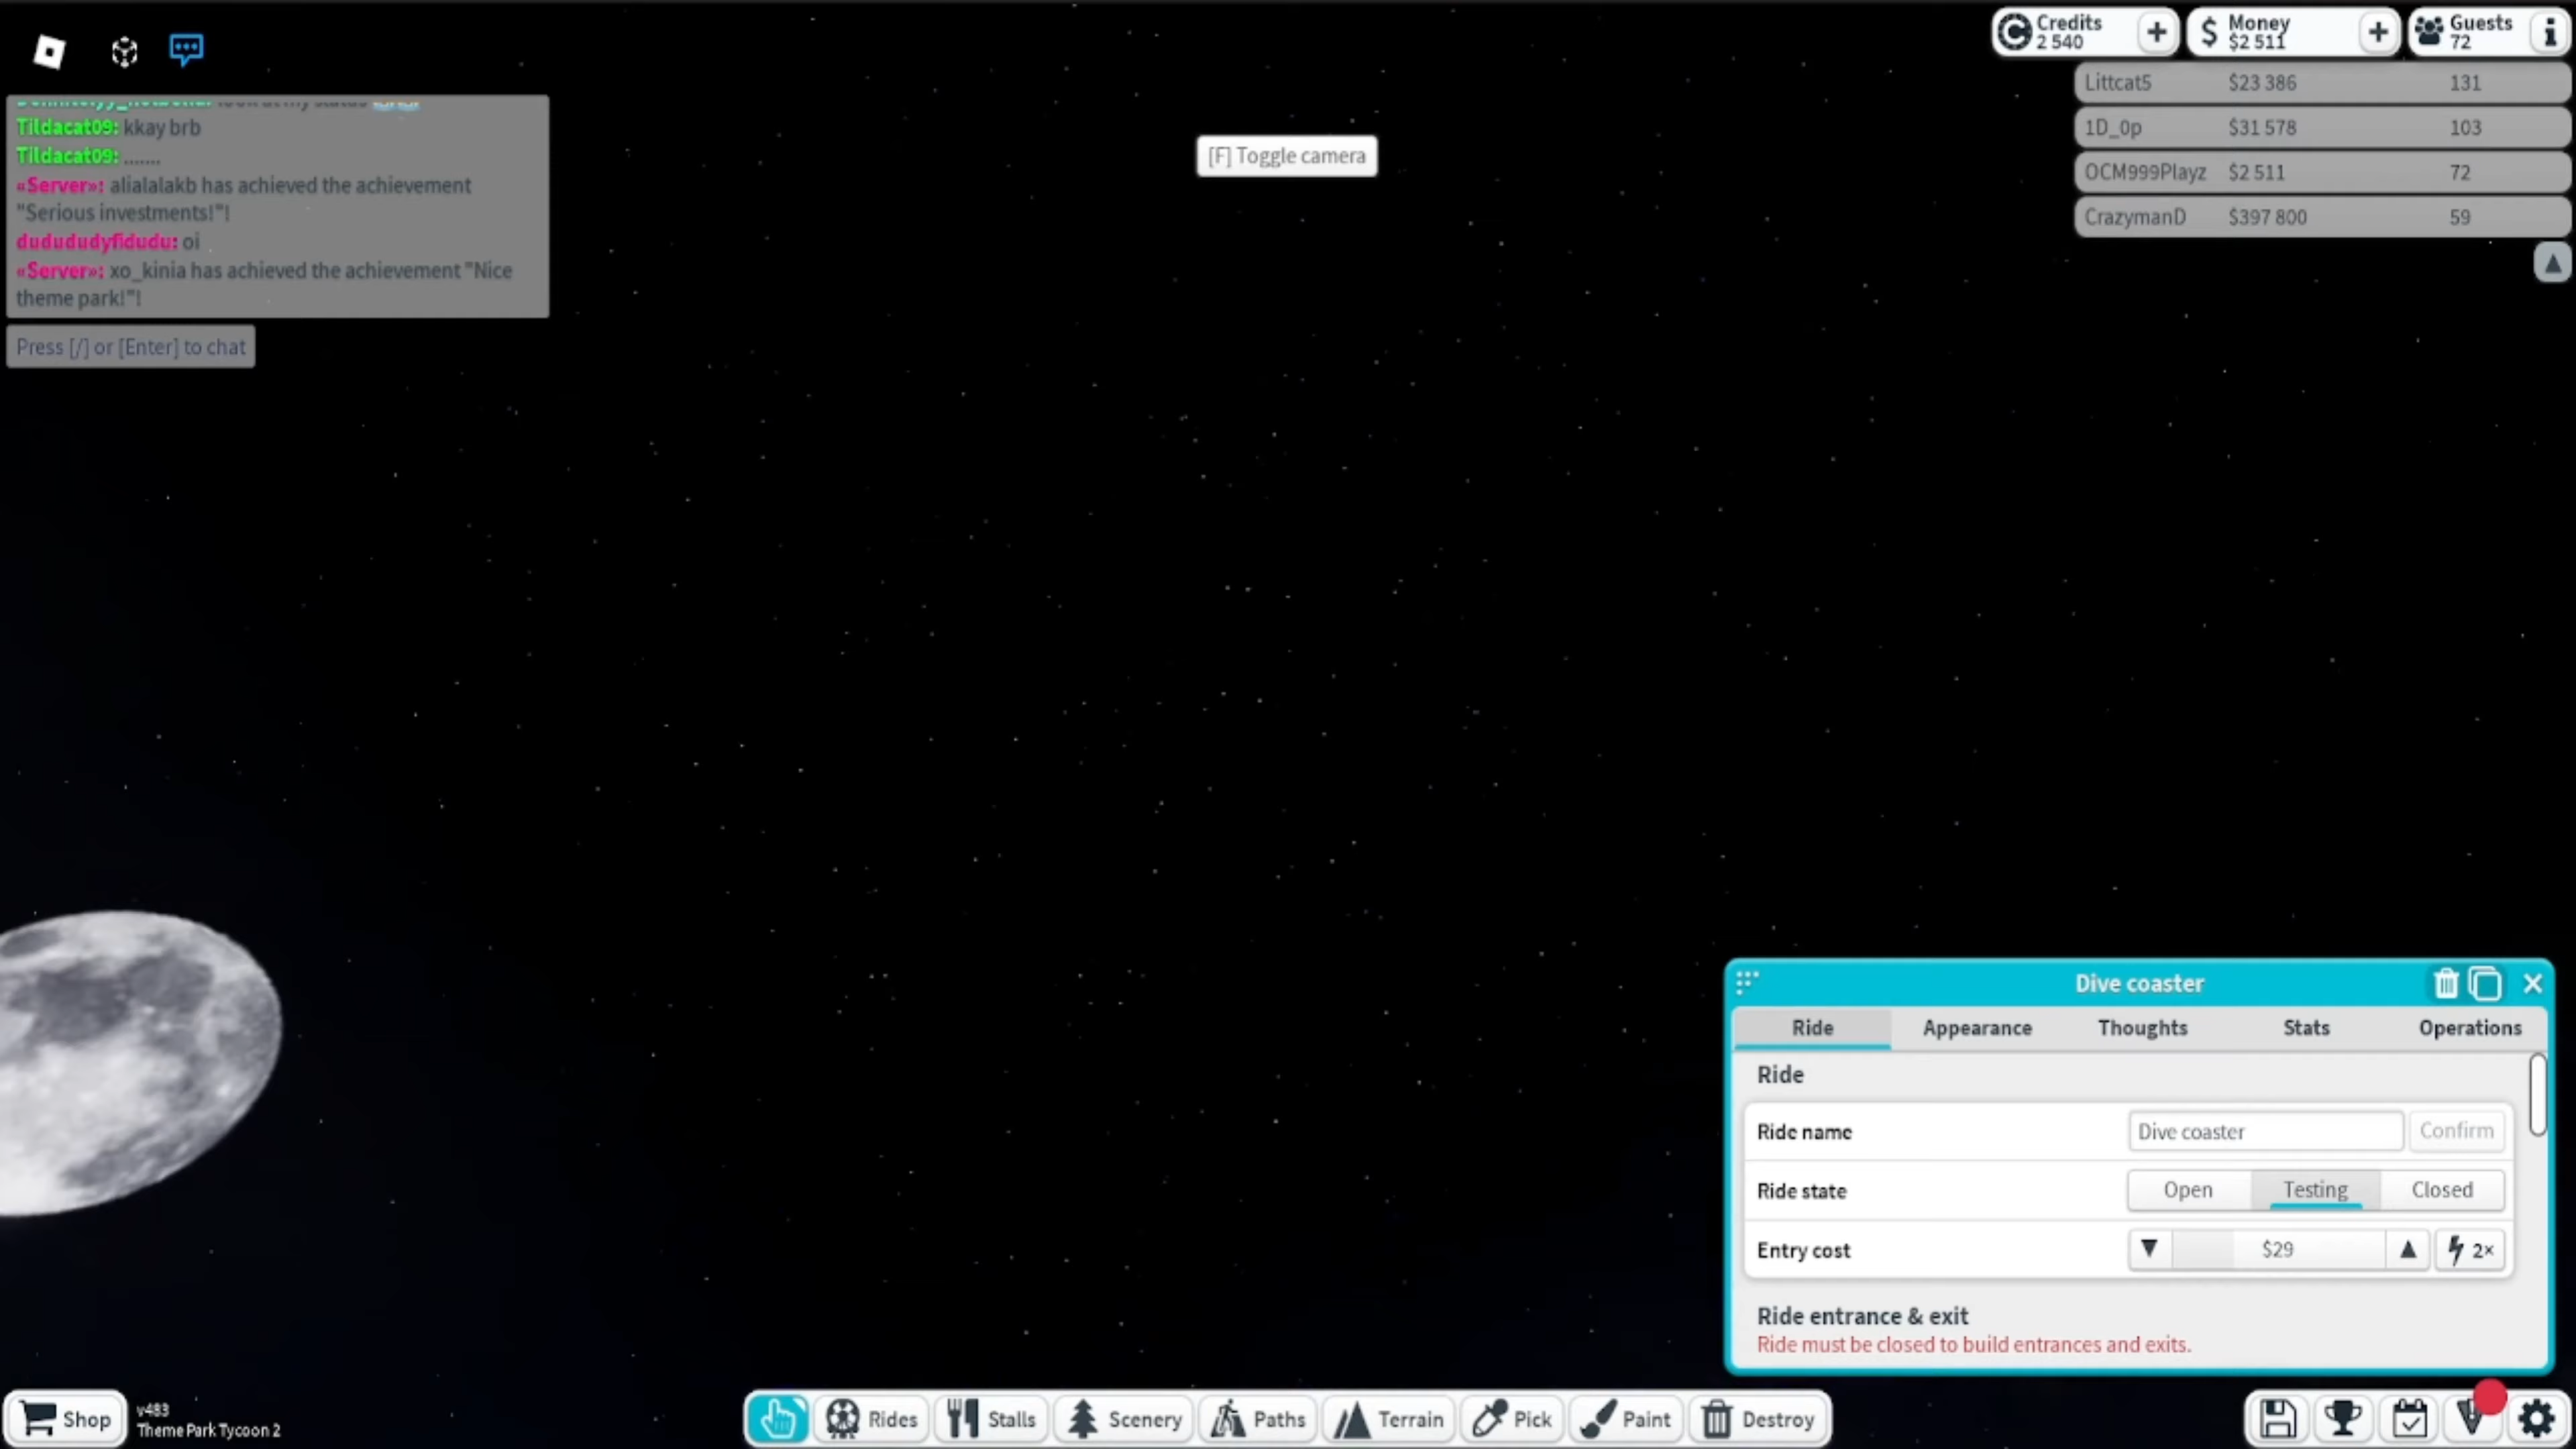 Credits
2 540
Money
$2 511
Guests
72
Littcat5 $23 386 131
1D_0p $31 578 103
OCM999Playz $2 511 72
CrazymanD $397 800 59
Tildacat09: kkay brb
Tildacat09: .......
«Server»: alialalakb has achieved the achievement
"Serious investments!"!
dudududyfidudu: oi
«Server»: xo_kinia has achieved the achievement "Nice
theme park!"!
Press [/] or [Enter] to chat
[F] Toggle camera
Dive coaster
Ride Appearance Thoughts Stats Operations
Ride
Ride name Dive coaster Confirm
Ride state Open Testing Closed
Entry cost $29 2×
Ride entrance & exit
Ride must be closed to build entrances and exits.
Shop
v483
Theme Park Tycoon 2
Rides Stalls Scenery Paths Terrain Pick Paint Destroy